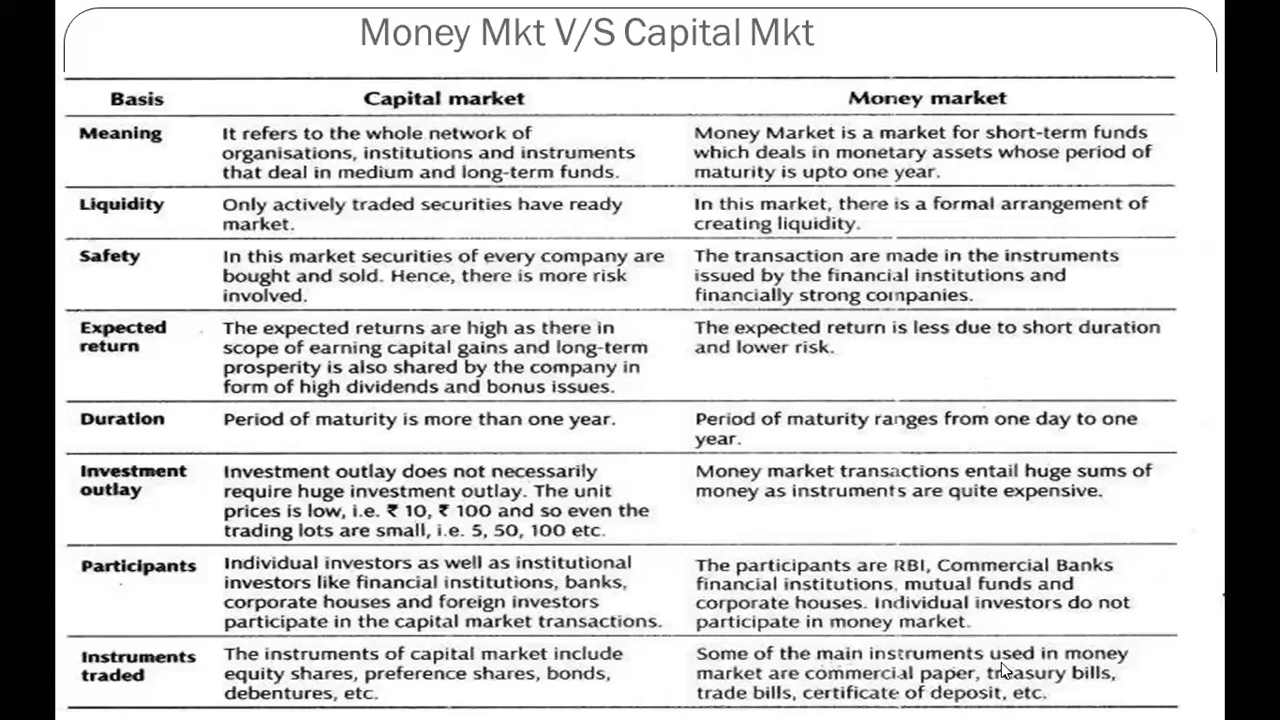 Money Mkt V/S Capital Mkt
Basis Capital market Money market
Meaning
It refers to the whole network of
organisations, institutions and instruments
that deal in medium and long-term funds.
Money Market is a market for short-term funds
which deals in monetary assets whose period of
maturity is upto one year.
Liquidity
Only actively traded securities have ready
market.
In this market, there is a formal arrangement of
creating liquidity.
Safety
In this market securities of every company are
bought and sold. Hence, there is more risk
involved.
The transaction are made in the instruments
issued by the financial institutions and
financially strong companies.
Expected
return
The expected returns are high as there in
scope of earning capital gains and long-term
prosperity is also shared by the company in
form of high dividends and bonus issues.
The expected return is less due to short duration
and lower risk.
Duration
Period of maturity is more than one year.
Period of maturity ranges from one day to one
year.
Investment
outlay
Investment outlay does not necessarily
require huge investment outlay. The unit
prices is low, i.e. ₹ 10, ₹ 100 and so even the
trading lots are small, i.e. 5, 50, 100 etc.
Money market transactions entail huge sums of
money as instruments are quite expensive.
Participants
Individual investors as well as institutional
investors like financial institutions, banks,
corporate houses and foreign investors
participate in the capital market transactions.
The participants are RBI, Commercial Banks
financial institutions, mutual funds and
corporate houses. Individual investors do not
participate in money market.
Instruments
traded
The instruments of capital market include
equity shares, preference shares, bonds,
debentures, etc.
Some of the main instruments used in money
market are commercial paper, treasury bills,
trade bills, certificate of deposit, etc.